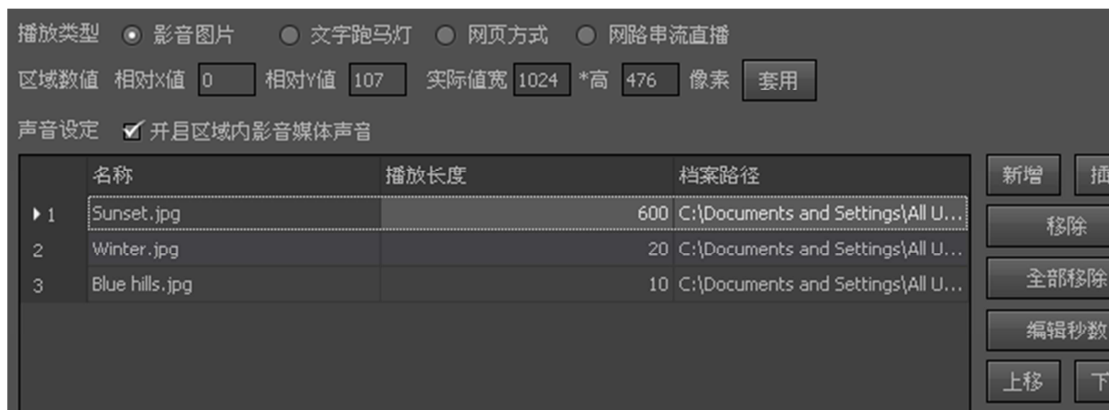 播放类型 影音图片 文字跑马灯 网页方式 网路串流直播
区域数值 相对X值 0 相对Y值 107 实际值宽 1024 *高 476 像素 套用
声音设定 开启区域内影音媒体声音
名称 播放长度 档案路径 新增 插
1 Sunset.jpg 600 C:\Documents and Settings\All U...
移除
2 Winter.jpg 20 C:\Documents and Settings\All U...
3 Blue hills.jpg 10 C:\Documents and Settings\All U...
全部移除
编辑秒数
上移 下